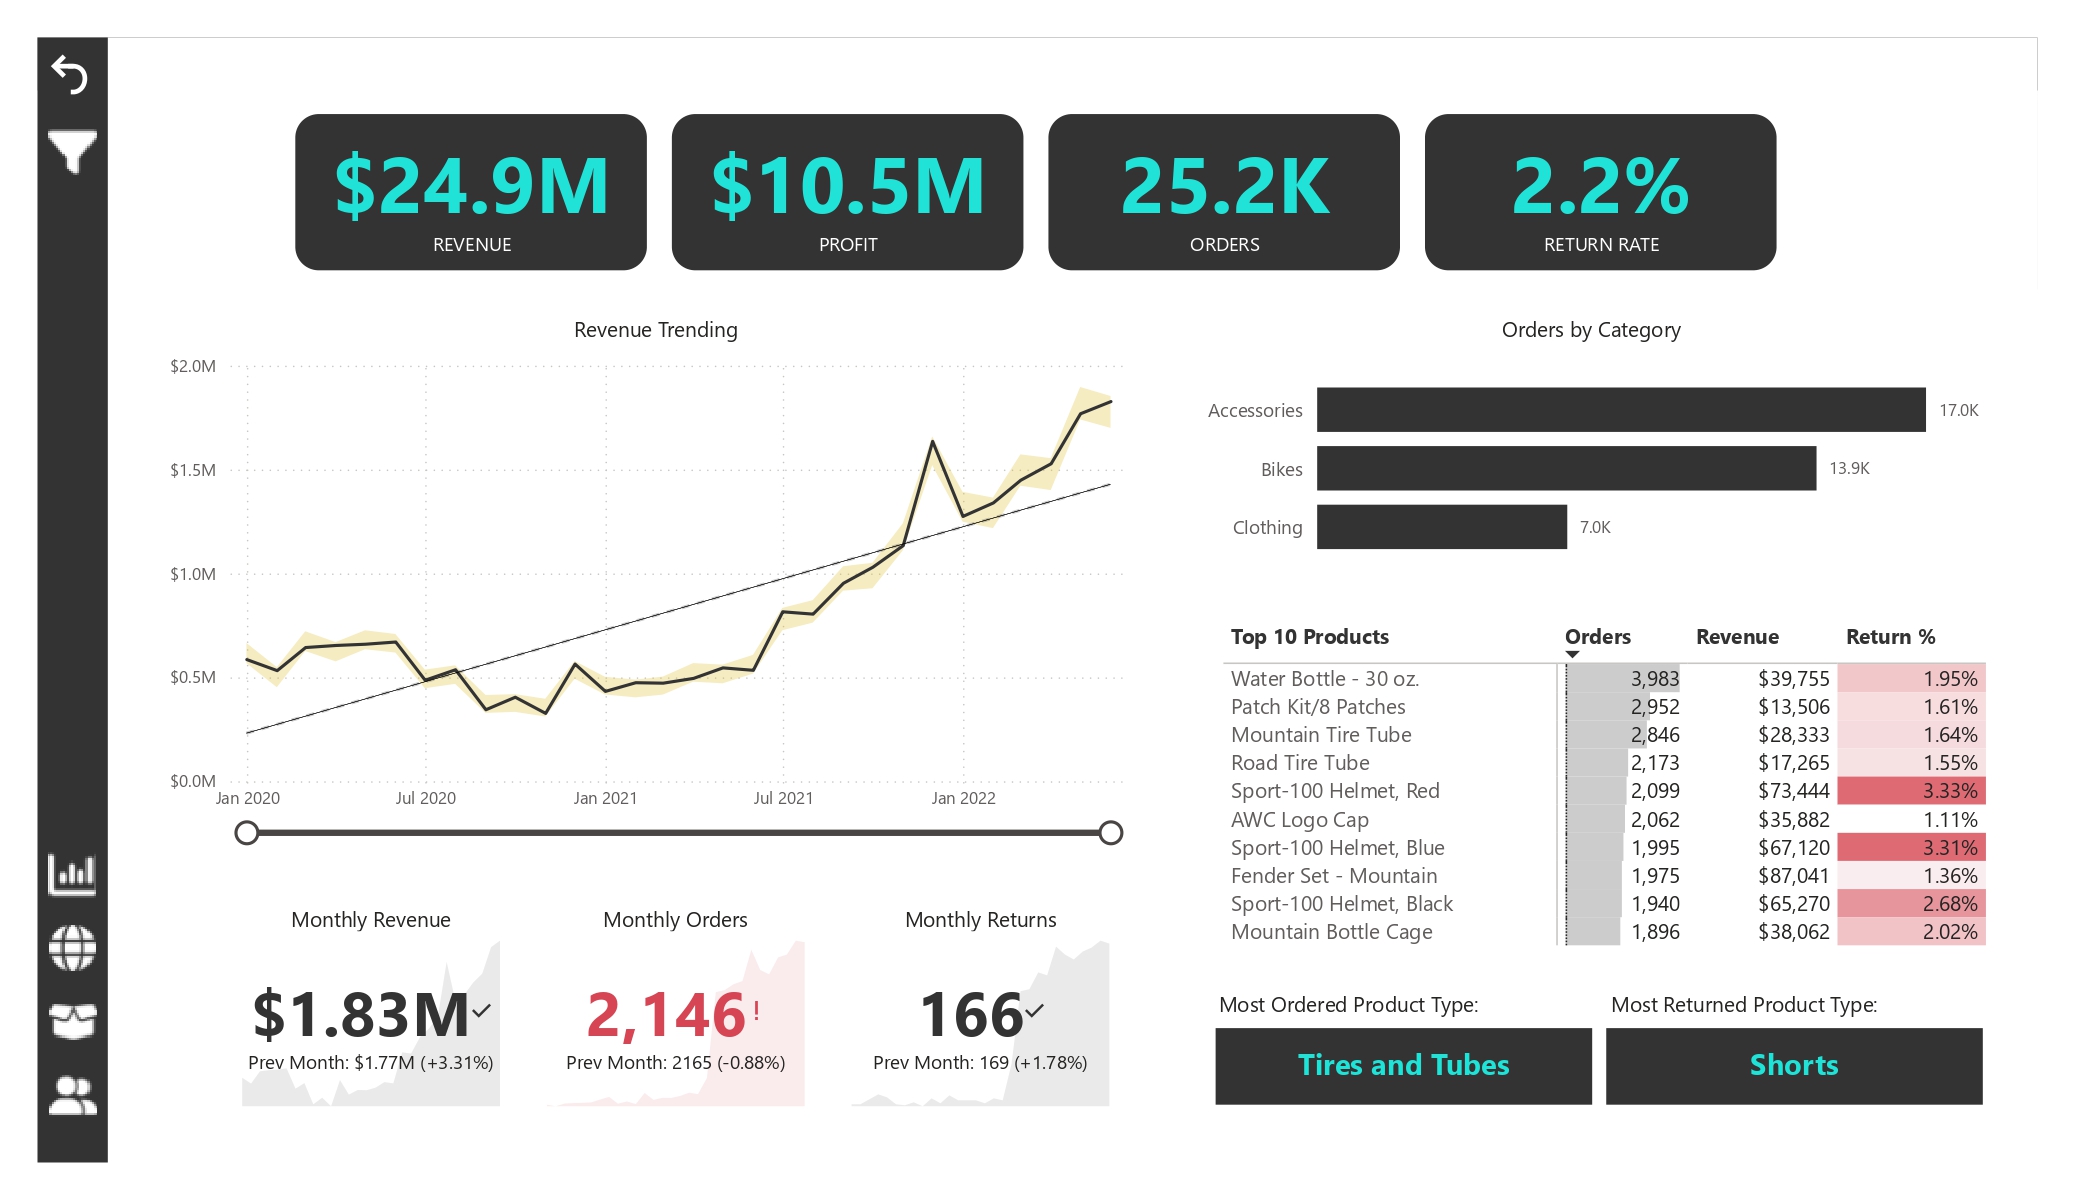 $24.9M
REVENUE
$10.5M
PROFIT
25.2K
ORDERS
2.2%
RETURN RATE
Revenue Trending
$2.0M
$1.5M
$1.0M
$0.5M
$0.0M
Jan 2020 Jul 2020 Jan 2021 Jul 2021 Jan 2022
Orders by Category
Accessories 17.0K
Bikes 13.9K
Clothing 7.0K
Top 10 Products Orders Revenue Return %
Water Bottle - 30 oz. 3,983 $39,755 1.95%
Patch Kit/8 Patches 2,952 $13,506 1.61%
Mountain Tire Tube 2,846 $28,333 1.64%
Road Tire Tube 2,173 $17,265 1.55%
Sport-100 Helmet, Red 2,099 $73,444 3.33%
AWC Logo Cap 2,062 $35,882 1.11%
Sport-100 Helmet, Blue 1,995 $67,120 3.31%
Fender Set - Mountain 1,975 $87,041 1.36%
Sport-100 Helmet, Black 1,940 $65,270 2.68%
Mountain Bottle Cage 1,896 $38,062 2.02%
Monthly Revenue
$1.83M
Prev Month: $1.77M (+3.31%)
Monthly Orders
2,146!
Prev Month: 2165 (-0.88%)
Monthly Returns
166
Prev Month: 169 (+1.78%)
Most Ordered Product Type:
Tires and Tubes
Most Returned Product Type:
Shorts